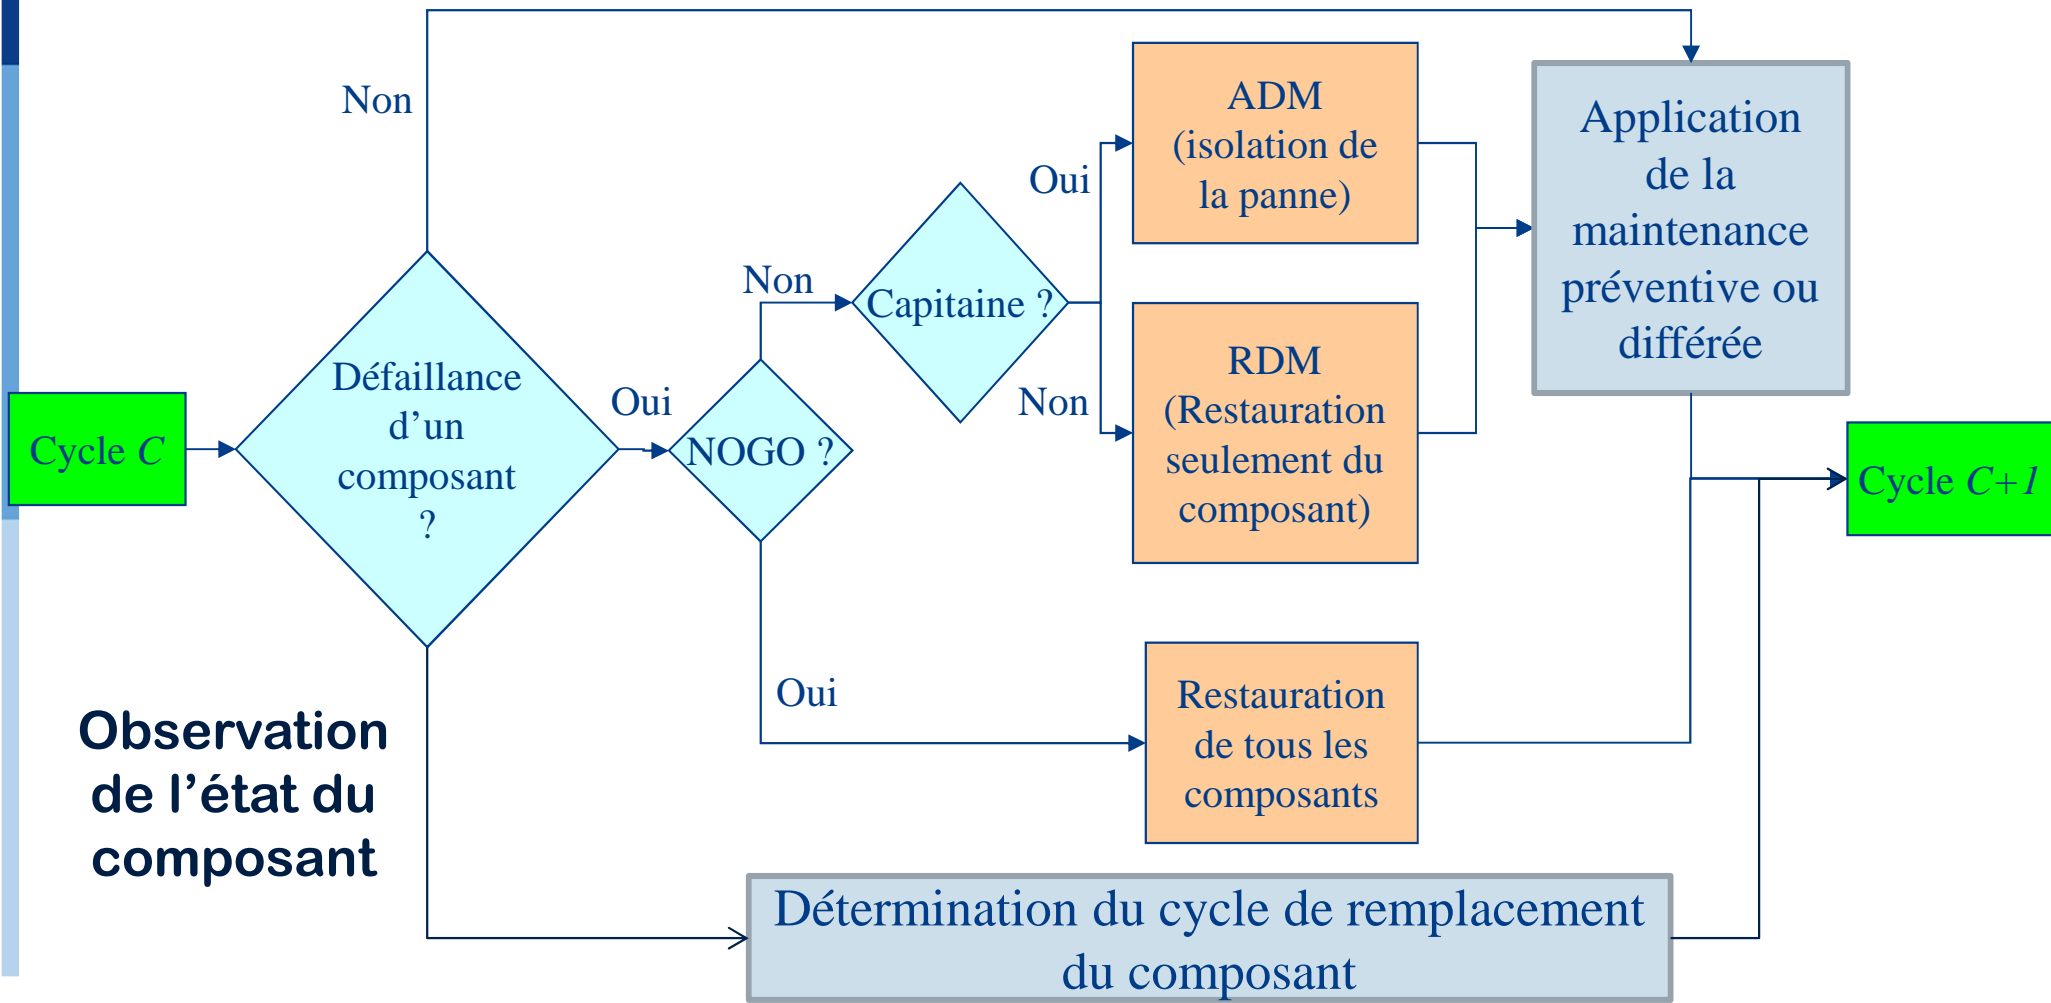 Non
ADM
(isolation de
la panne)
Application
de la
maintenance
préventive ou
différée
Oui
Non
Capitaine ?
Défaillance
d’un
composant
?
Oui
Non
RDM
(Restauration
seulement du
composant)
Cycle C
NOGO ?
Cycle C+1
Oui
Restauration
de tous les
composants
Observation
de l’état du
composant
Détermination du cycle de remplacement
du composant